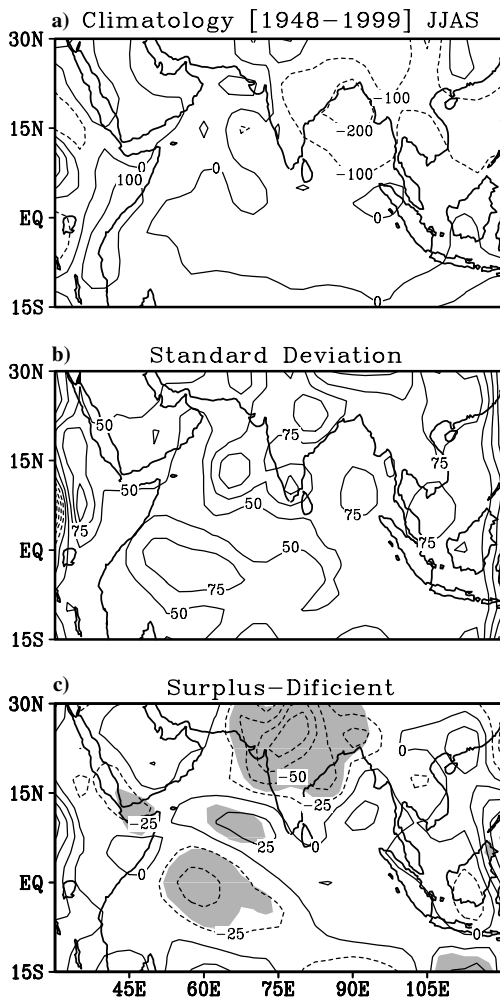 a) Climatology [1948-1999] JJAS
30N
-100
15N
-200
0
-100
100
0
EQ
0
0
15S
b) Standard Deviation
30N
50
75
15N
75
50
50
75
75
75
EQ
50
75
50
15S
c) Surplus-Dificient
30N
0
-50
15N
-25
-25
25
0
0
EQ
-25
0
15S
45E 60E 75E 90E 105E